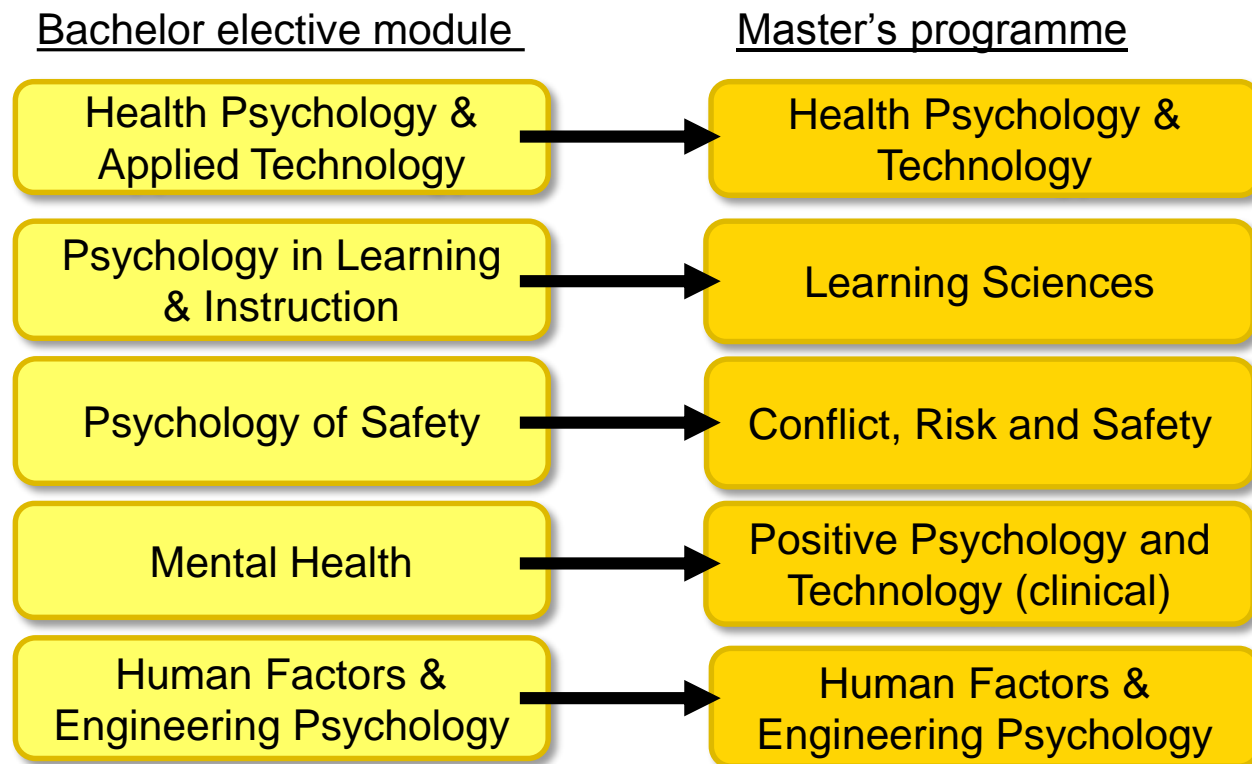 Bachelor elective module
Master’s programme
Health Psychology &
Applied Technology
Health Psychology &
Technology
Psychology in Learning
& Instruction
Learning Sciences
Psychology of Safety
Conflict, Risk and Safety
Mental Health
Positive Psychology and
Technology (clinical)
Human Factors &
Engineering Psychology
Human Factors &
Engineering Psychology